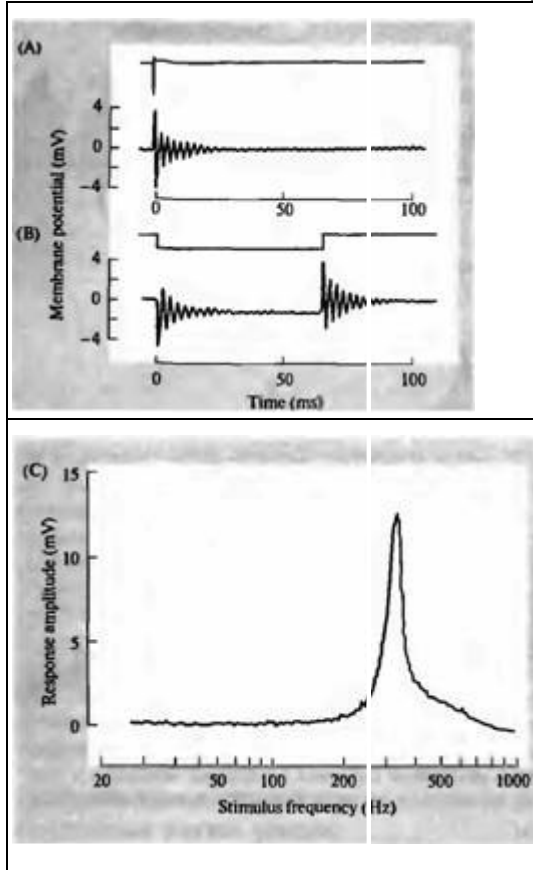 (A)
4
0
−4
0 50 100
(B)
4
0
−4
0 50 100
Time (ms)
Membrane potential (mV)
(C)
15
10
5
0
Response amplitude (mV)
20 50 100 200 500 1000
Stimulus frequency (Hz)